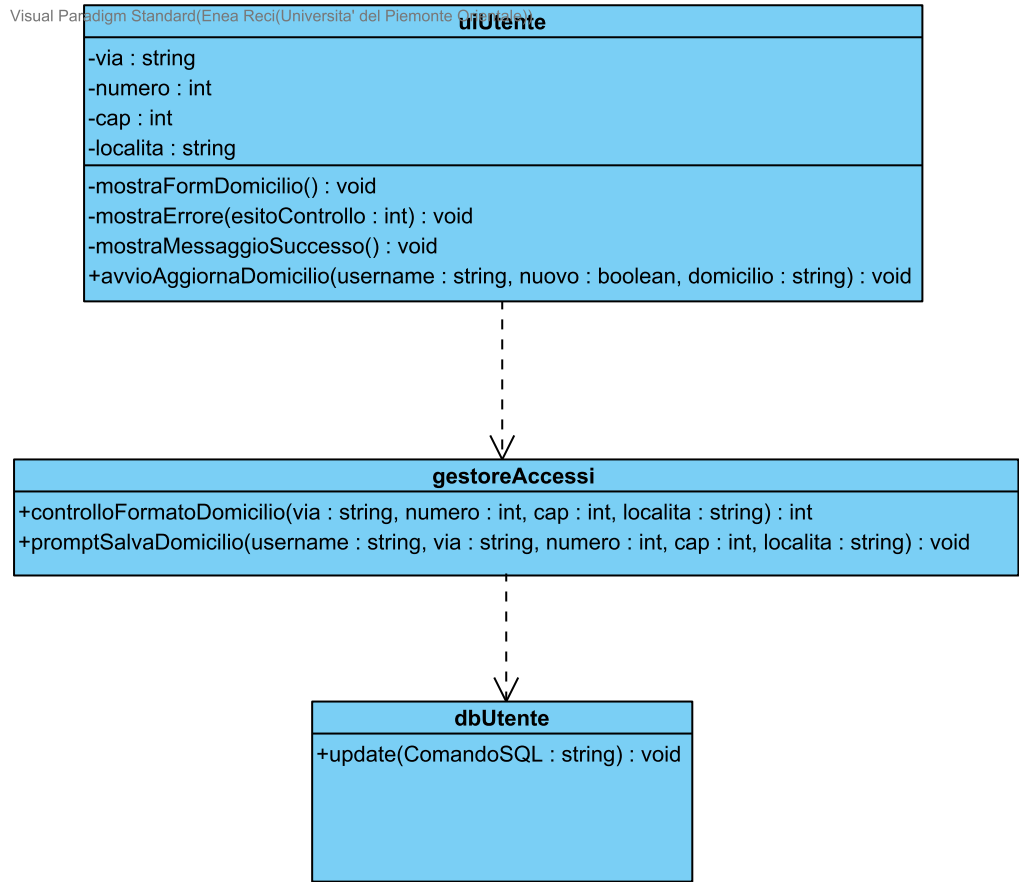 Visual Paradigm Standard(Enea Reci(Universita' del Piemonte Orientale))
uiUtente
-via : string
-numero : int
-cap : int
-localita : string
-mostraFormDomicilio() : void
-mostraErrore(esitoControllo : int) : void
-mostraMessaggioSuccesso() : void
+avvioAggiornaDomicilio(username : string, nuovo : boolean, domicilio : string) : void
gestoreAccessi
+controlloFormatoDomicilio(via : string, numero : int, cap : int, localita : string) : int
+promptSalvaDomicilio(username : string, via : string, numero : int, cap : int, localita : string) : void
dbUtente
+update(ComandoSQL : string) : void